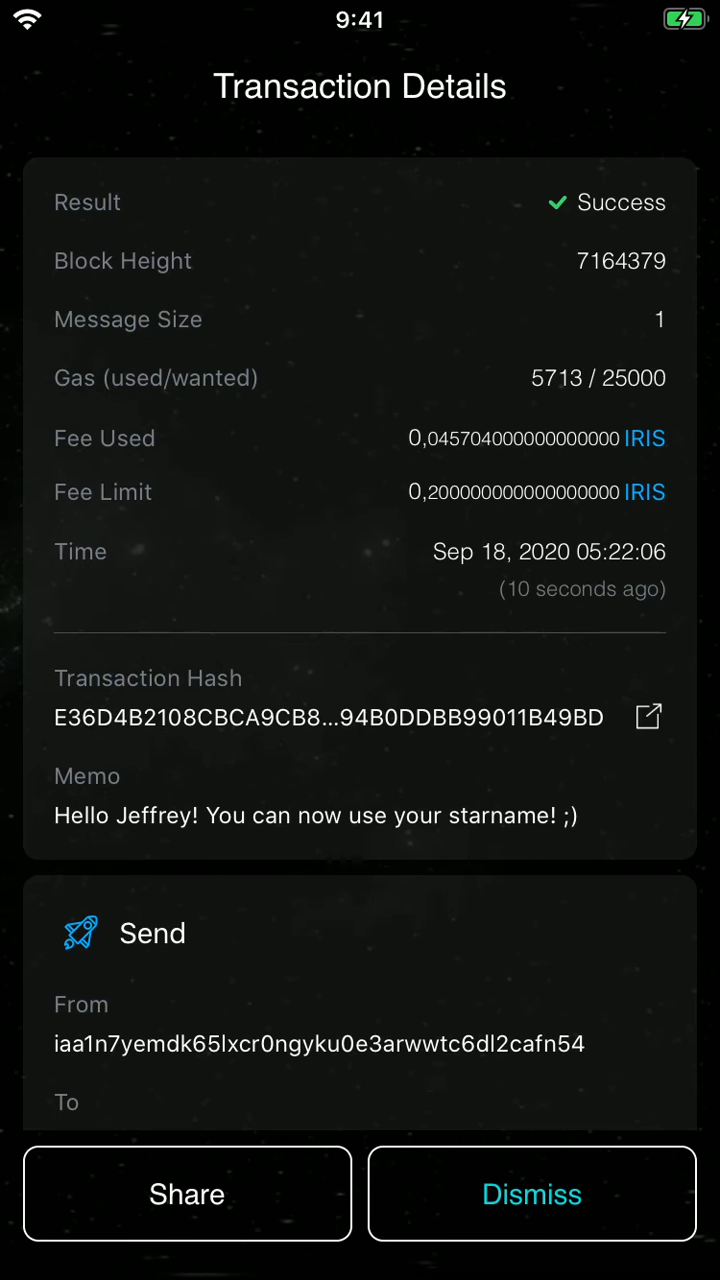 9:41
Transaction Details
Result Success
Block Height 7164379
Message Size 1
Gas (used/wanted) 5713 / 25000
Fee Used 0,045704000000000000 IRIS
Fee Limit 0,200000000000000000 IRIS
Time Sep 18, 2020 05:22:06
(10 seconds ago)
Transaction Hash
E36D4B2108CBCA9CB8...94B0DDBB99011B49BD
Memo
Hello Jeffrey! You can now use your starname! ;)
Send
From
iaa1n7yemdk65lxcr0ngyku0e3arwwtc6dl2cafn54
To
Share Dismiss